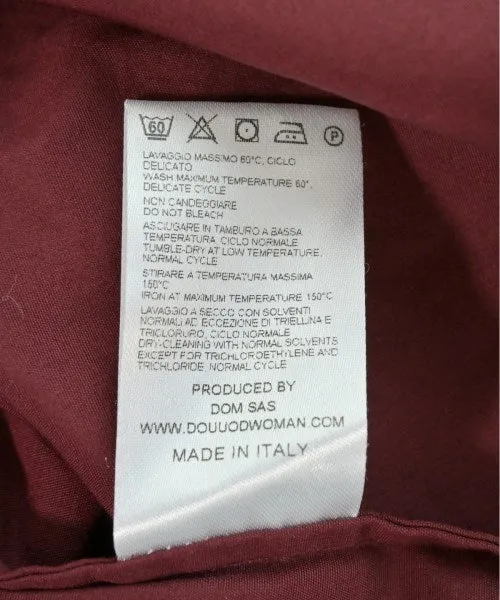 60
P
LAVAGGIO MASSIMO 60°C, CICLO
DELICATO
WASH MAXIMUM TEMPERATURE 60°,
DELICATE CYCLE
NON CANDEGGIARE
DO NOT BLEACH
ASCIUGARE IN TAMBURO A BASSA
TEMPERATURA, CICLO NORMALE
TUMBLE-DRY AT LOW TEMPERATURE,
NORMAL CYCLE
STIRARE A TEMPERATURA MASSIMA
150°C
IRON AT MAXIMUM TEMPERATURE 150°C
LAVAGGIO A SECCO CON SOLVENTI
NORMALI AD ECCEZIONE DI TRIELLINA E
TRICLORURO, CICLO NORMALE
DRY-CLEANING WITH NORMAL SOLVENTS
EXCEPT FOR TRICHLOROETHYLENE AND
TRICHLORIDE, NORMAL CYCLE
PRODUCED BY
DOM SAS
WWW.DOUUODWOMAN.COM
MADE IN ITALY